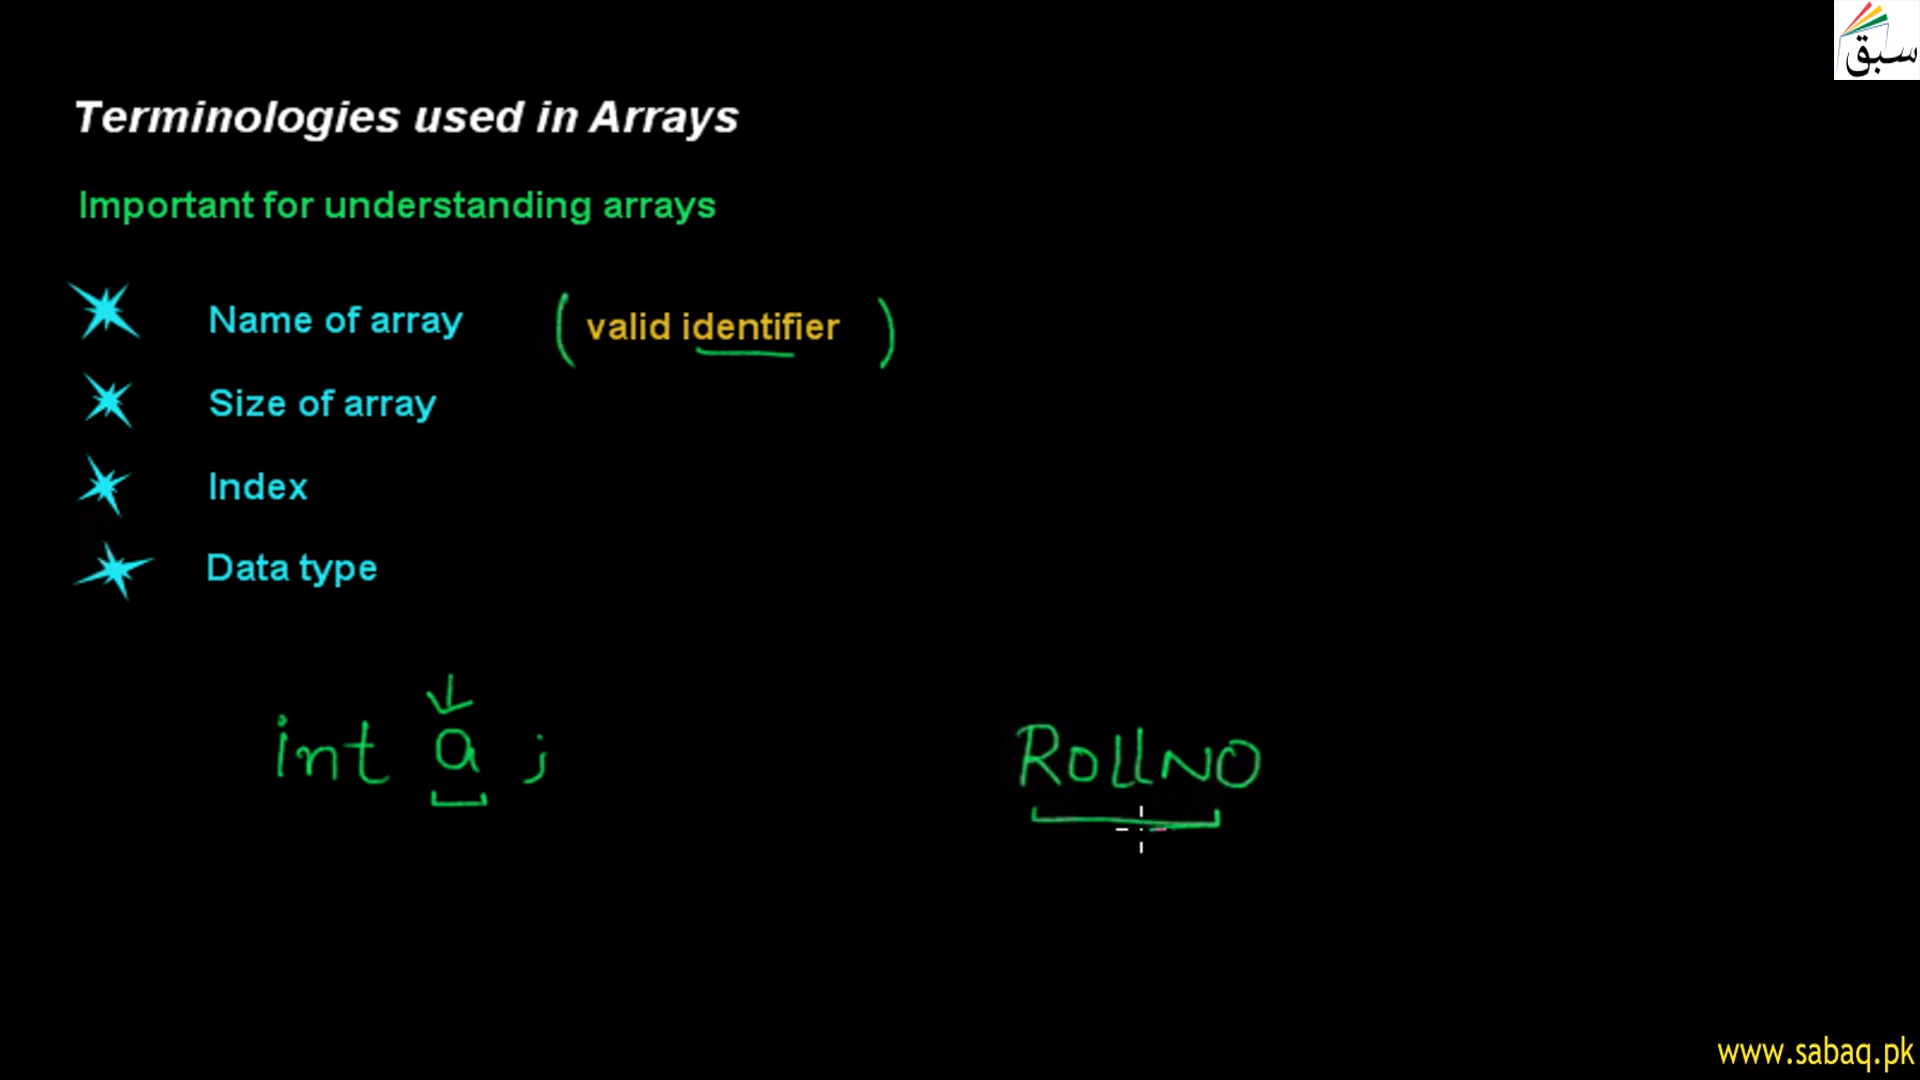 سبق
Terminologies used in Arrays
Important for understanding arrays
Name of array ( valid identifier )
Size of array
Index
Data type
int a ; RollNO
www.sabaq.pk